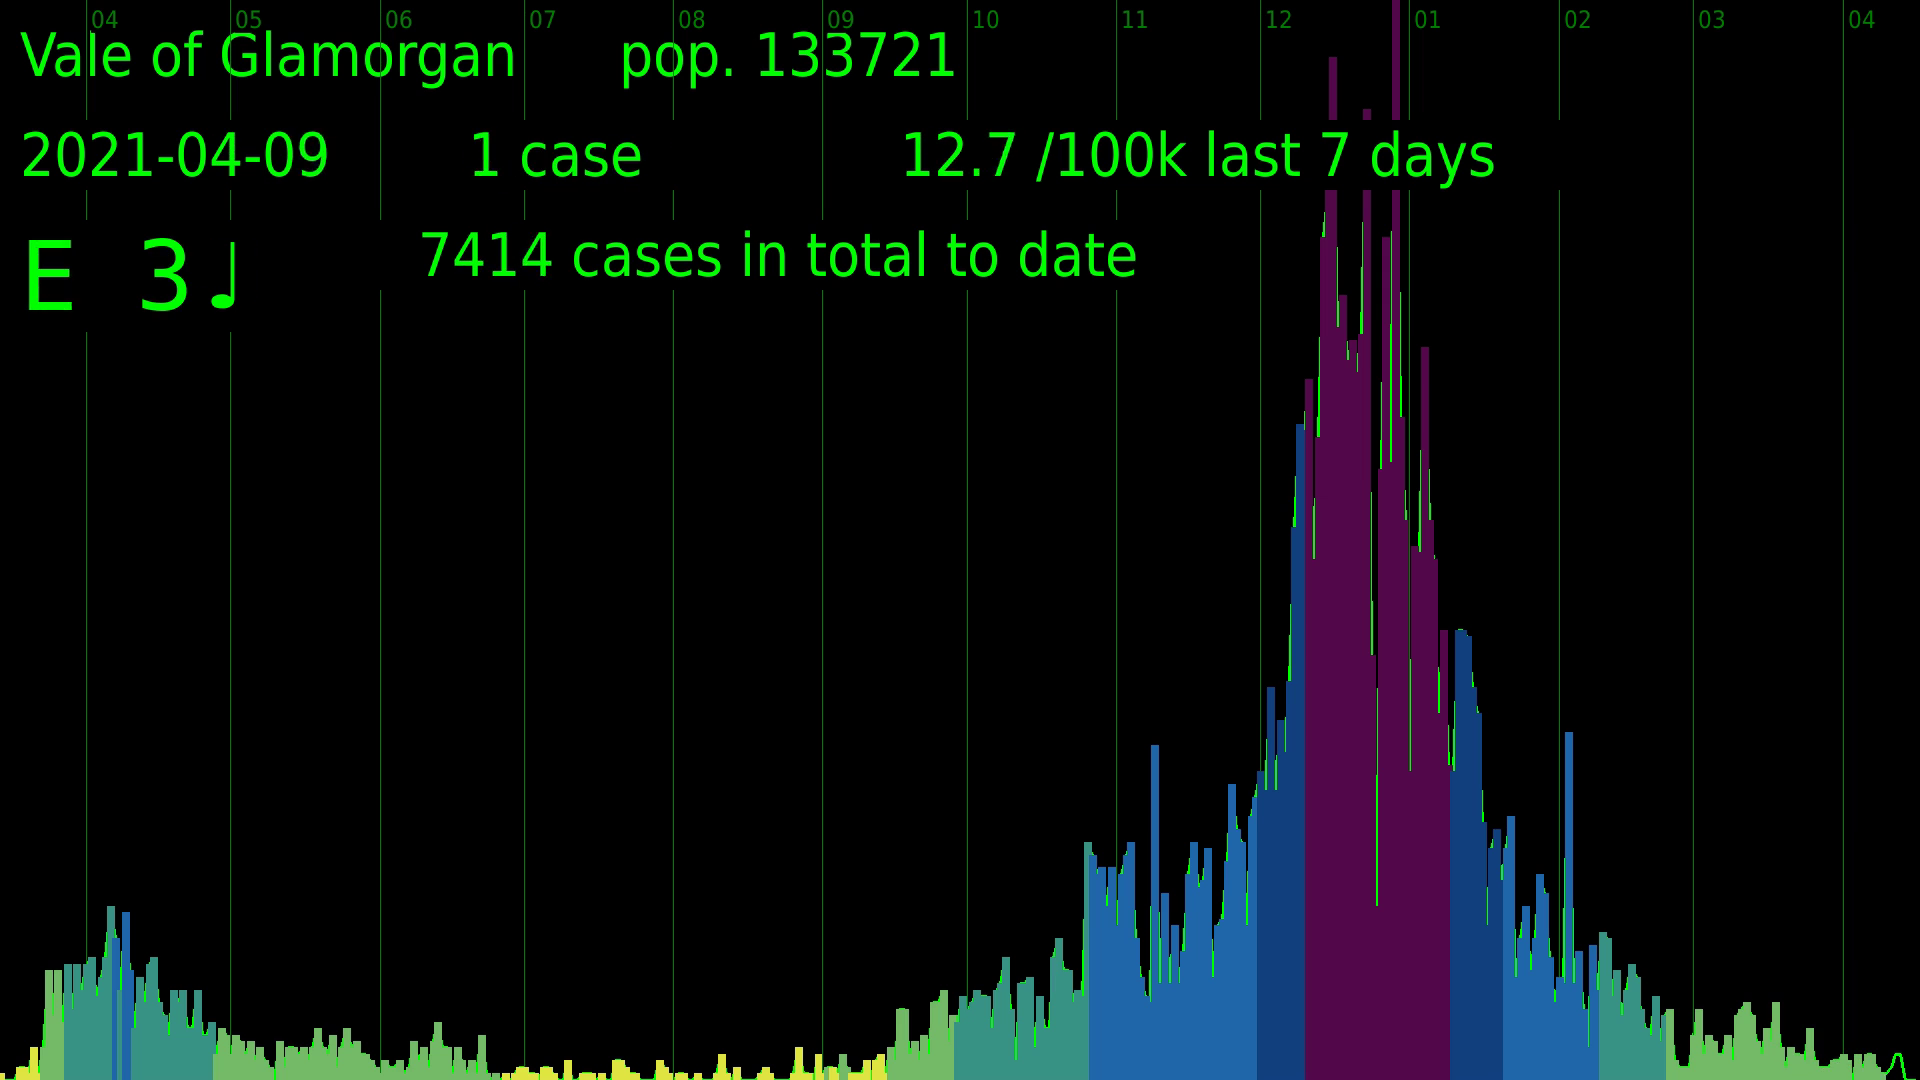 04 05 06 07 08 09 10 11 12 01 02 03 04
Vale of Glamorgan pop. 133721
2021-04-09 1 case 12.7 /100k last 7 days
E 3♩ 7414 cases in total to date